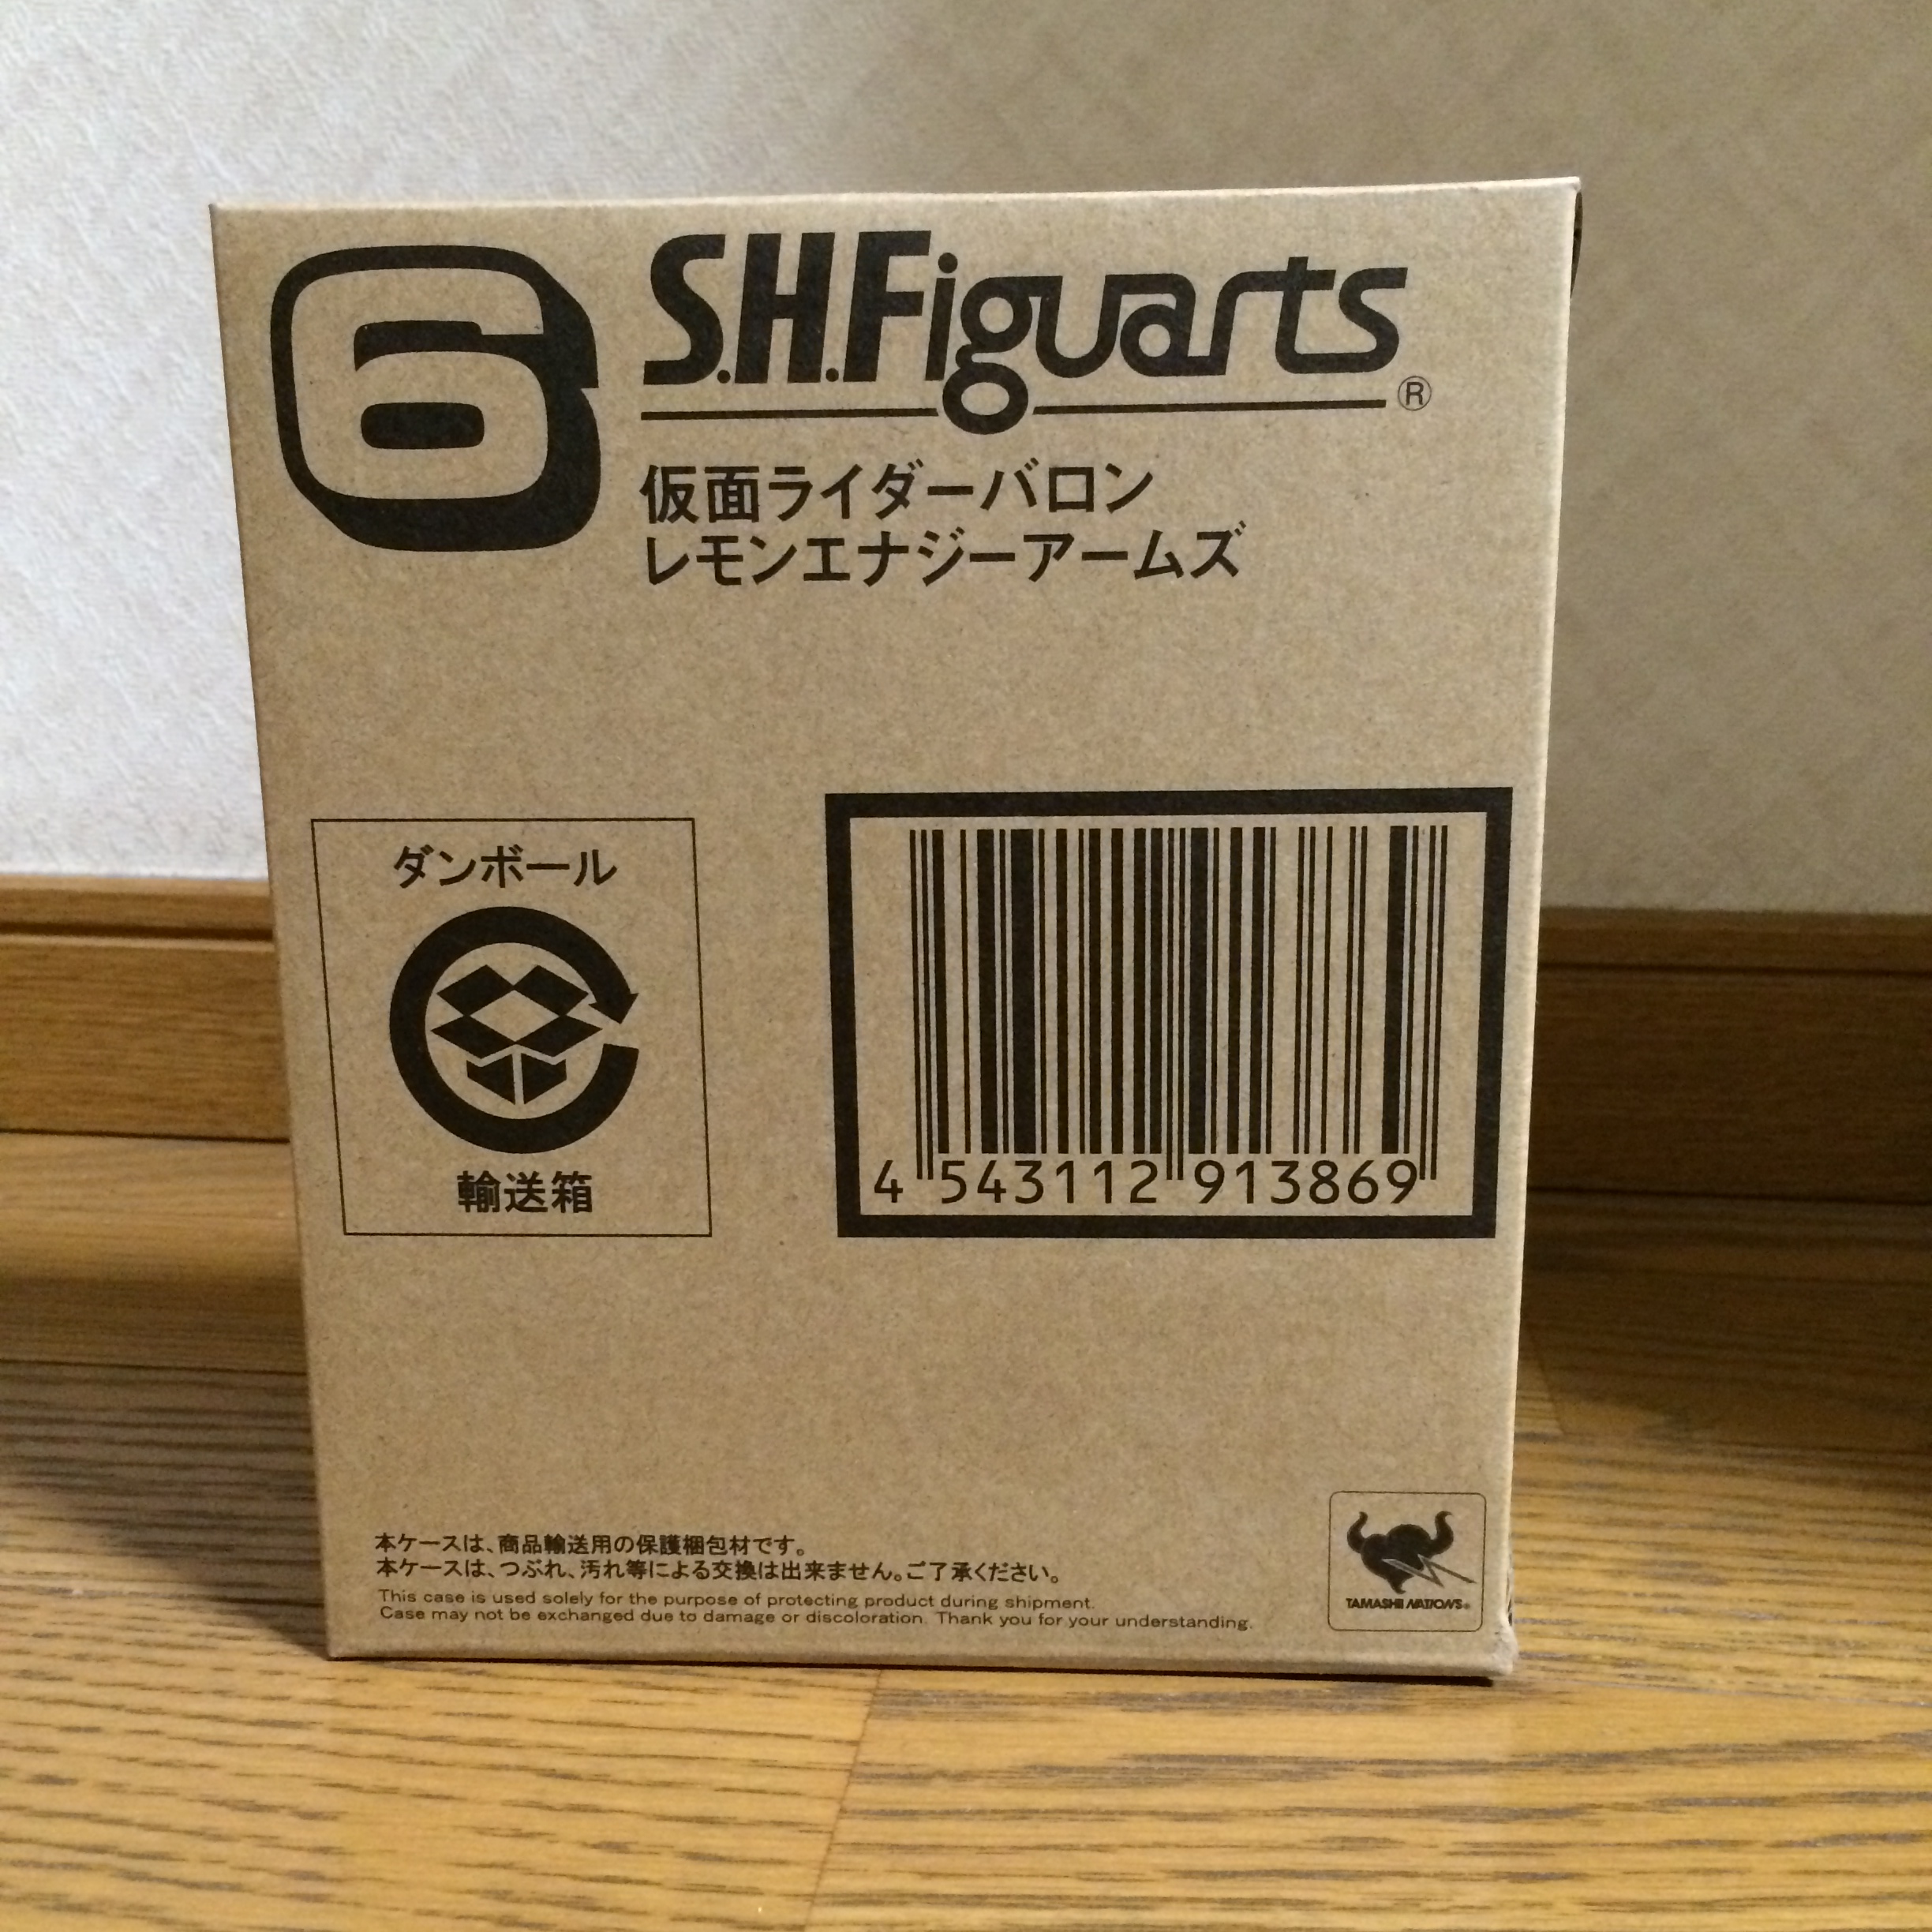 6
S.H.Figuarts®
仮面ライダーバロン
レモンエナジーアームズ
ダンボール
輸送箱
4 543112 913869
本ケースは、商品輸送用の保護梱包材です。
本ケースは、つぶれ、汚れ等による交換は出来ません。ご了承ください。
This case is used solely for the purpose of protecting product during shipment.
Case may not be exchanged due to damage or discoloration. Thank you for your understanding.
TAMASHII NATIONS®